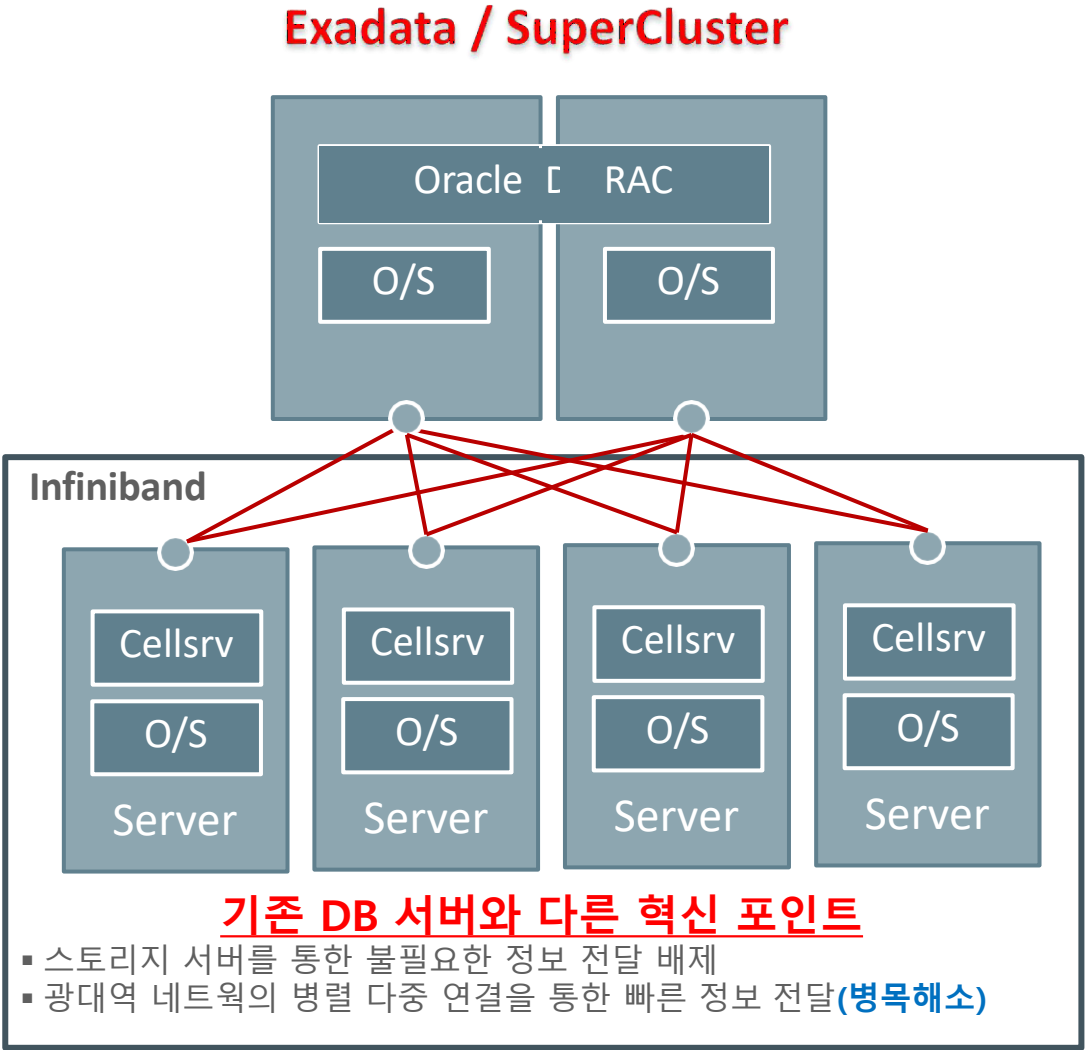 Exadata / SuperCluster
Oracle D RAC
O/S O/S
Infiniband
Cellsrv Cellsrv Cellsrv Cellsrv
O/S O/S O/S O/S
Server Server Server Server
기존 DB 서버와 다른 혁신 포인트
▪ 스토리지 서버를 통한 불필요한 정보 전달 배제
▪ 광대역 네트웍의 병렬 다중 연결을 통한 빠른 정보 전달(병목해소)